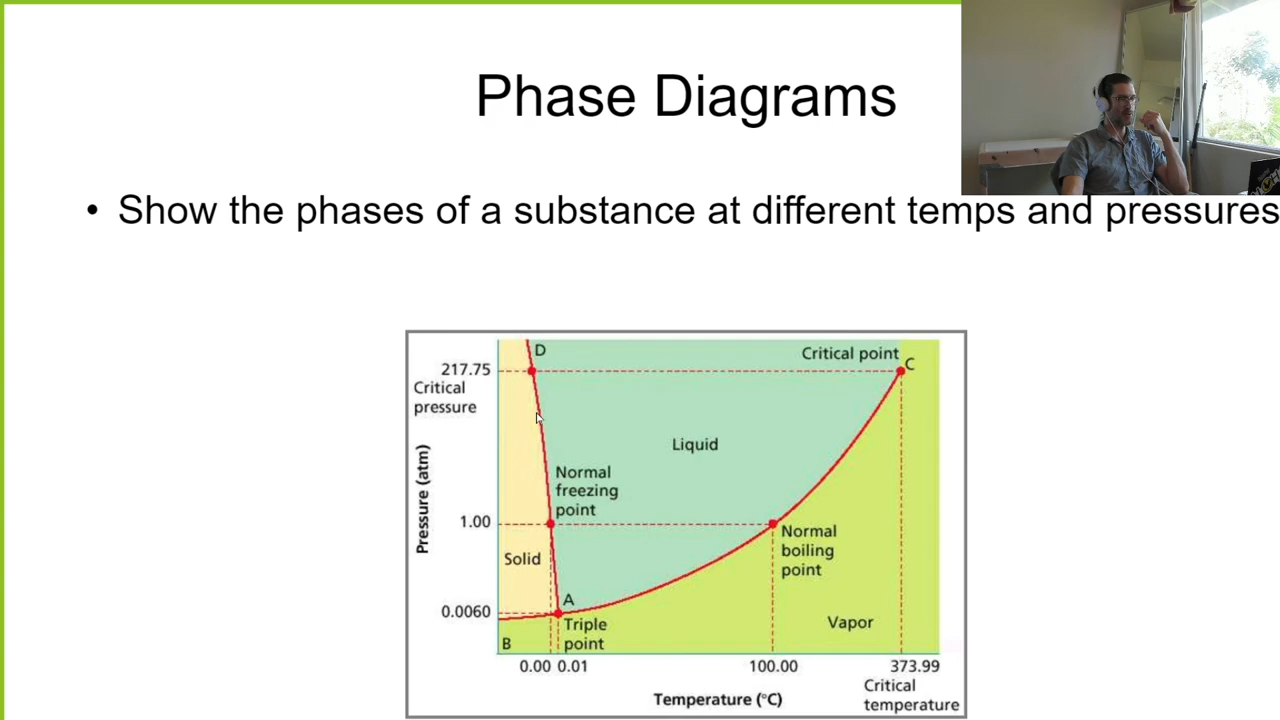 Phase Diagrams
• Show the phases of a substance at different temps and pressures
D
Critical point
C
217.75
Critical
pressure
Liquid
Normal
freezing
point
Pressure (atm)
1.00
Normal
boiling
point
Solid
A
0.0060
Triple
point
Vapor
B
0.00 0.01
100.00
373.99
Temperature (°C)
Critical
temperature